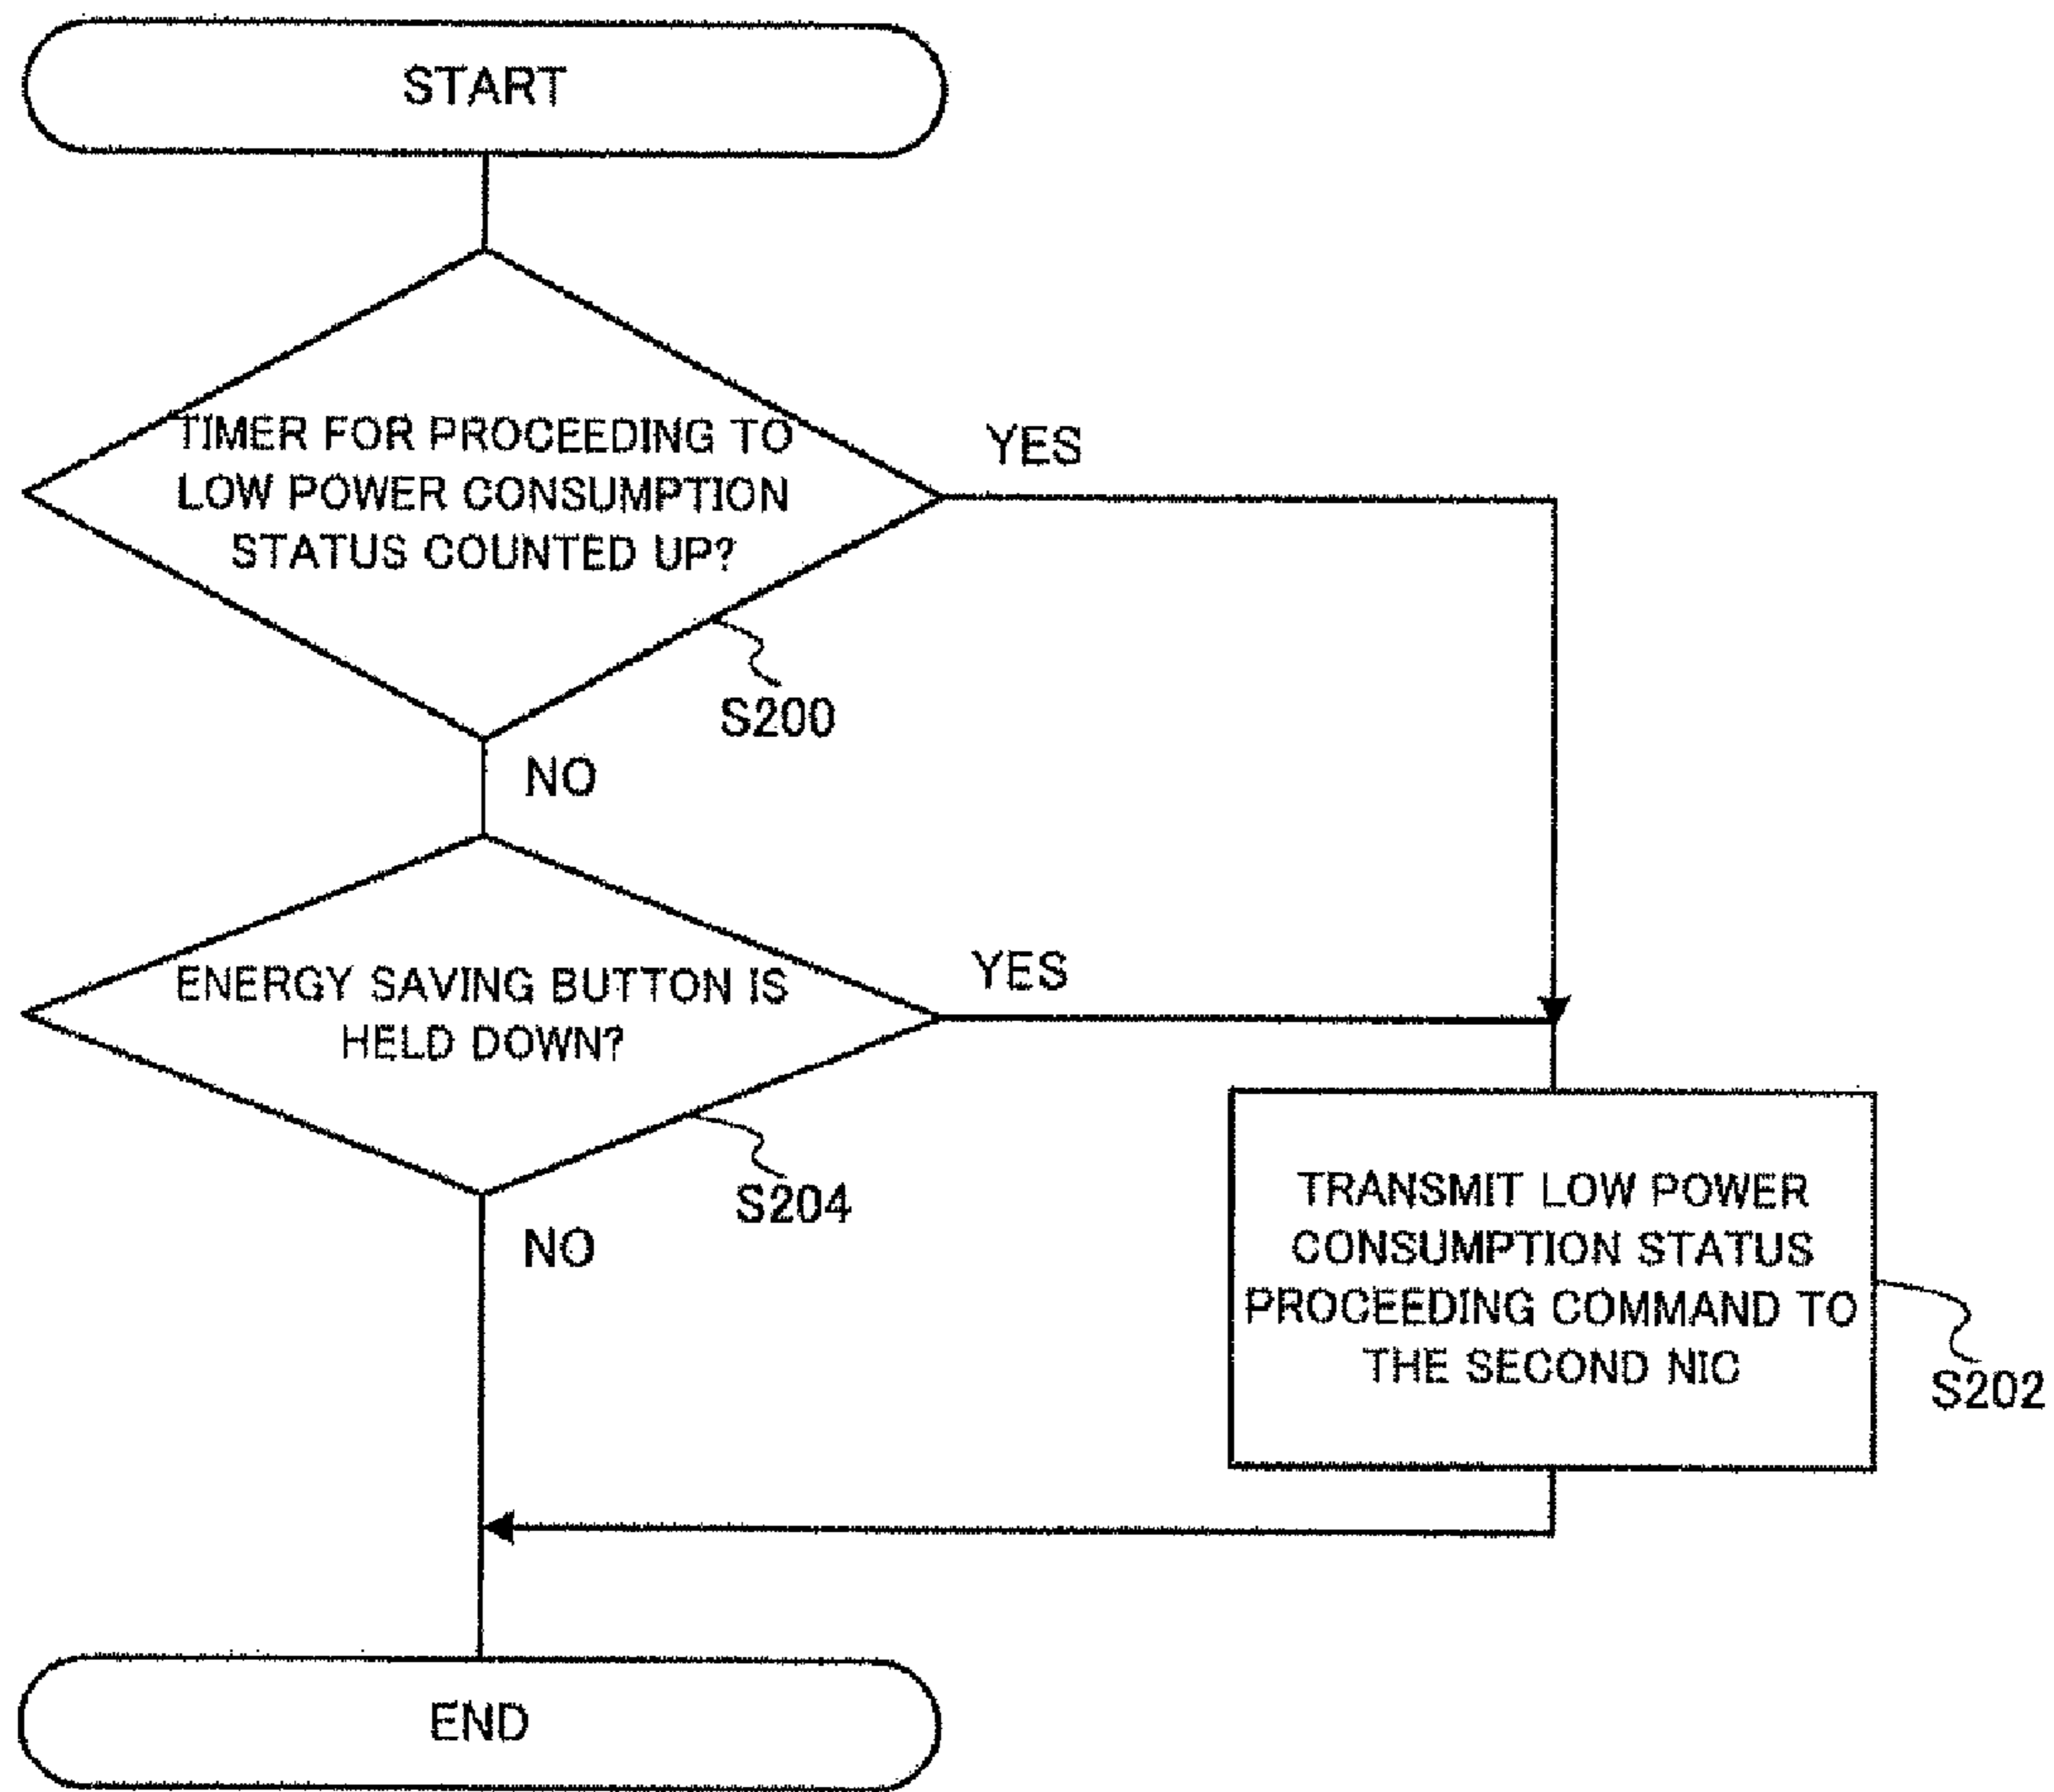 START
TIMER FOR PROCEEDING TO
LOW POWER CONSUMPTION
STATUS COUNTED UP?
YES
S200
NO
ENERGY SAVING BUTTON IS
HELD DOWN?
YES
S204
NO
TRANSMIT LOW POWER
CONSUMPTION STATUS
PROCEEDING COMMAND TO
THE SECOND NIC
S202
END